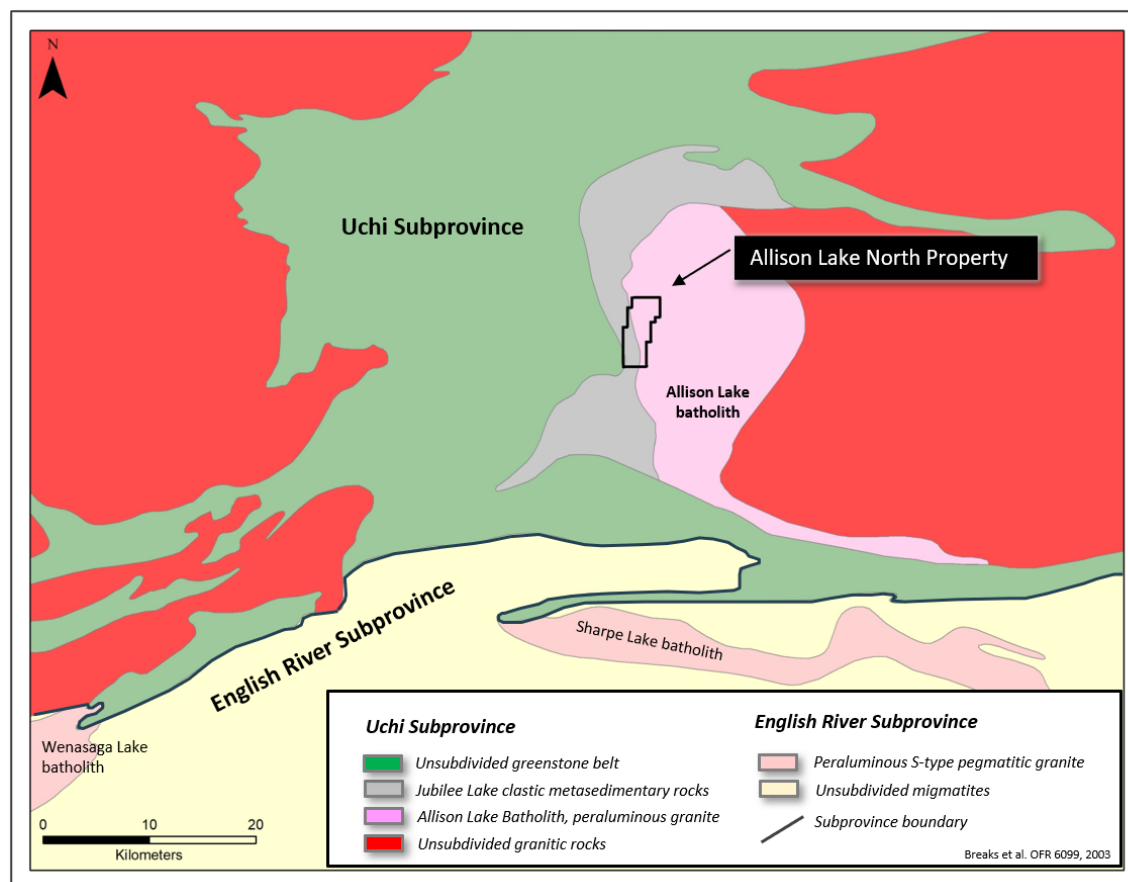 N
Uchi Subprovince
Allison Lake North Property
Allison Lake
batholith
English River Subprovince
Sharpe Lake batholith
Wenasaga Lake
batholith
0 10 20
Kilometers
Uchi Subprovince
Unsubdivided greenstone belt
Jubilee Lake clastic metasedimentary rocks
Allison Lake Batholith, peraluminous granite
Unsubdivided granitic rocks
English River Subprovince
Peraluminous S-type pegmatitic granite
Unsubdivided migmatites
Subprovince boundary
Breaks et al. OFR 6099, 2003